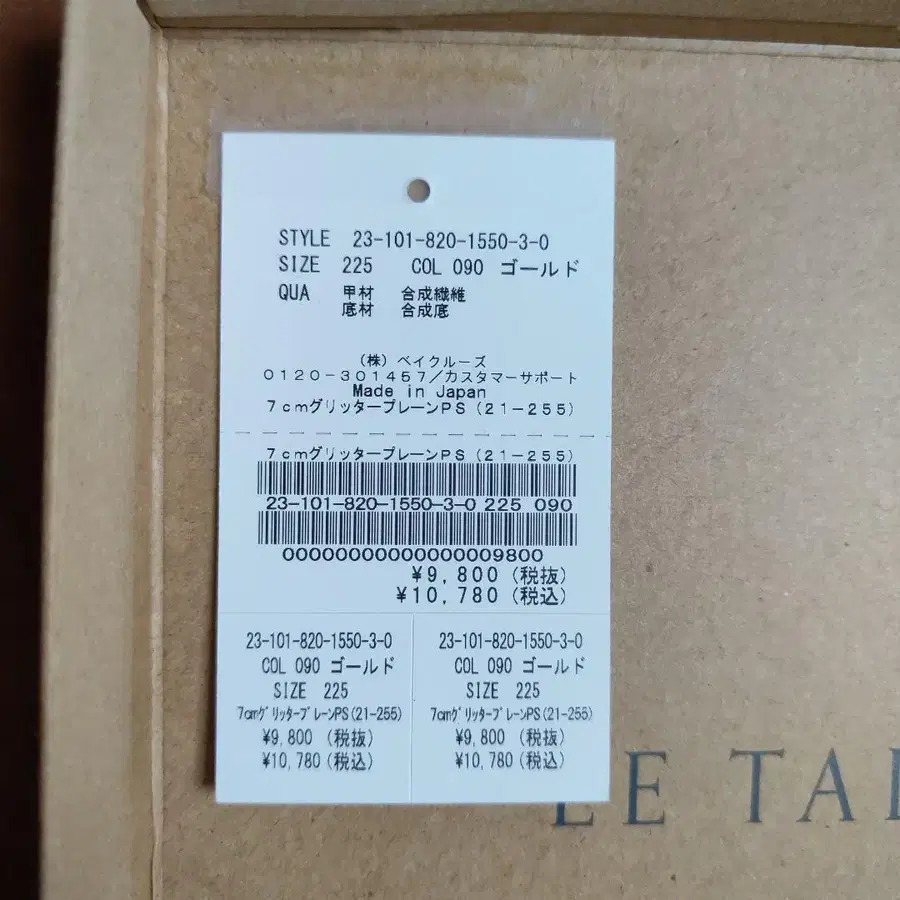 STYLE 23-101-820-1550-3-0
SIZE 225 COL 090 ゴールド
QUA 甲材 合成繊維
底材 合成底
(株) ベイクルーズ
0120-301457/カスタマーサポート
Made in Japan
7cmグリッタープレーンPS(21-255)
7cmグリッタープレーンPS(21-255)
23-101-820-1550-3-0 225 090
00000000000000009800
¥9,800 (税抜)
¥10,780 (税込)
23-101-820-1550-3-0
COL 090 ゴールド
SIZE 225
7cmグリッタープレーンPS(21-255)
¥9,800 (税抜)
¥10,780(税込)
23-101-820-1550-3-0
COL 090 ゴールド
SIZE 225
7cmグリッタープレーンPS(21-255)
¥9,800 (税抜)
¥10,780(税込)
LE TAL